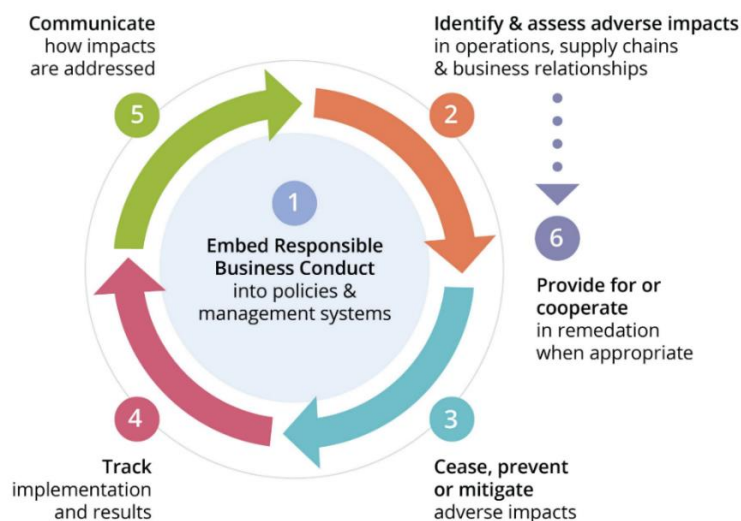 1
Embed Responsible
Business Conduct
into policies &
management systems
2
Identify & assess adverse impacts
in operations, supply chains
& business relationships
3
Cease, prevent
or mitigate
adverse impacts
4
Track
implementation
and results
5
Communicate
how impacts
are addressed
6
Provide for or
cooperate
in remedation
when appropriate